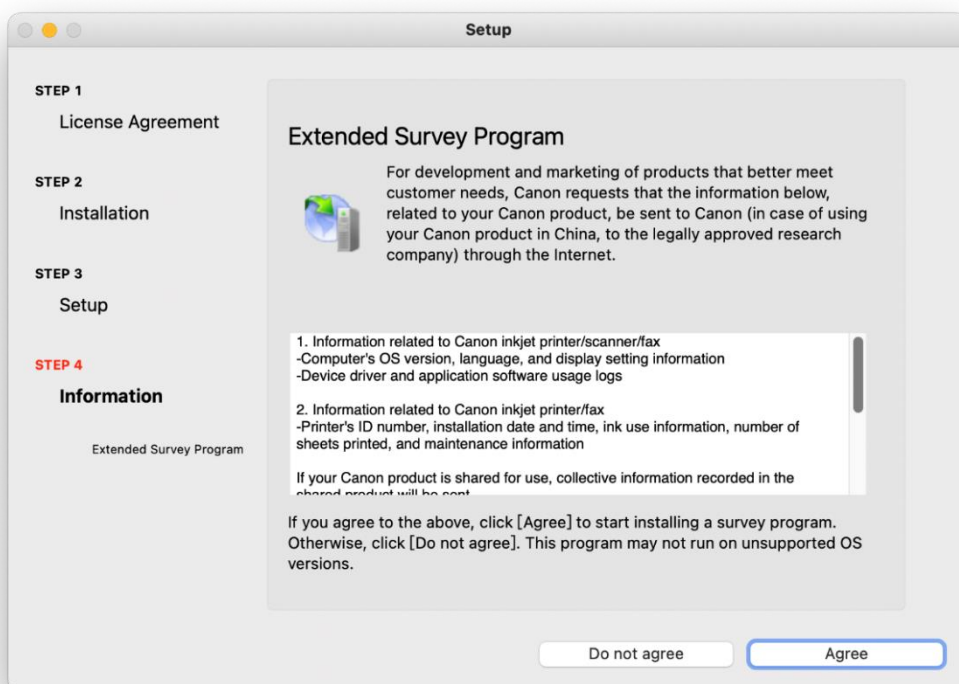 Setup
STEP 1
License Agreement
STEP 2
Installation
STEP 3
Setup
STEP 4
Information
Extended Survey Program
Extended Survey Program
For development and marketing of products that better meet
customer needs, Canon requests that the information below,
related to your Canon product, be sent to Canon (in case of using
your Canon product in China, to the legally approved research
company) through the Internet.
1. Information related to Canon inkjet printer/scanner/fax
-Computer's OS version, language, and display setting information
-Device driver and application software usage logs
2. Information related to Canon inkjet printer/fax
-Printer's ID number, installation date and time, ink use information, number of
sheets printed, and maintenance information
If your Canon product is shared for use, collective information recorded in the
shared product will be sent
If you agree to the above, click [Agree] to start installing a survey program.
Otherwise, click [Do not agree]. This program may not run on unsupported OS
versions.
Do not agree
Agree